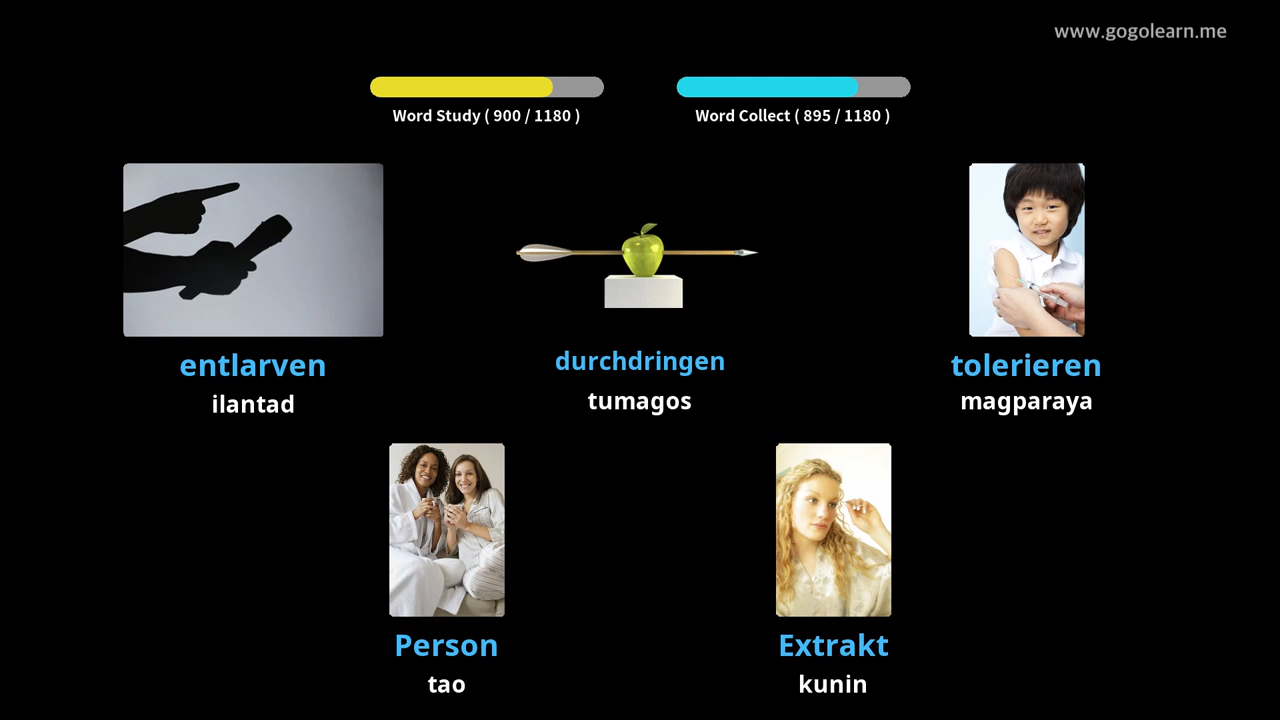 www.gogolearn.me
Word Study ( 900 / 1180 )
Word Collect ( 895 / 1180 )
entlarven
ilantad
durchdringen
tumagos
tolerieren
magparaya
Person
tao
Extrakt
kunin